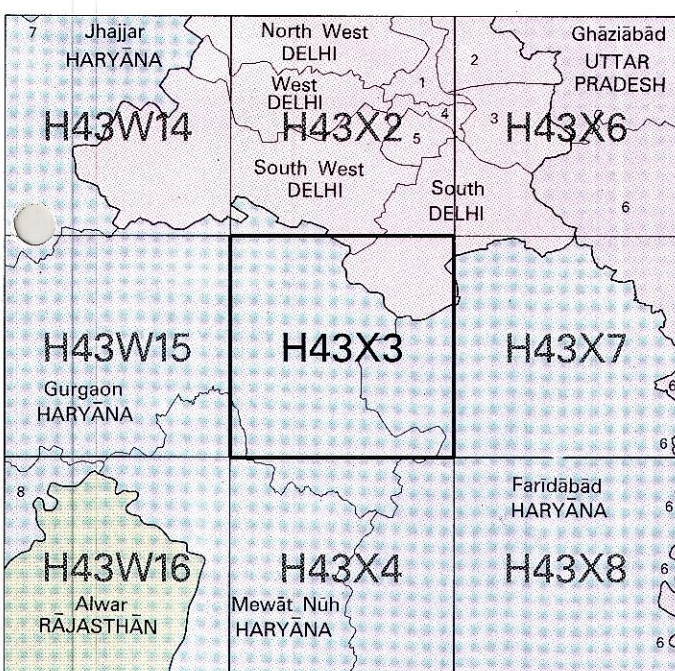 7
Jhajjar
HARYĀNA
North West
DELHI
West
DELHI
1
2
Ghāziābād
UTTAR
PRADESH
H43W14
H43X2
4
5
3
H43X6
South West
DELHI
South
DELHI
6
H43W15
H43X3
H43X7
Gurgaon
HARYĀNA
6
6
8
Farīdābād
HARYĀNA
6
H43W16
H43X4
H43X8
6
Alwar
RĀJASTHĀN
Mewāt Nūh
HARYĀNA
6